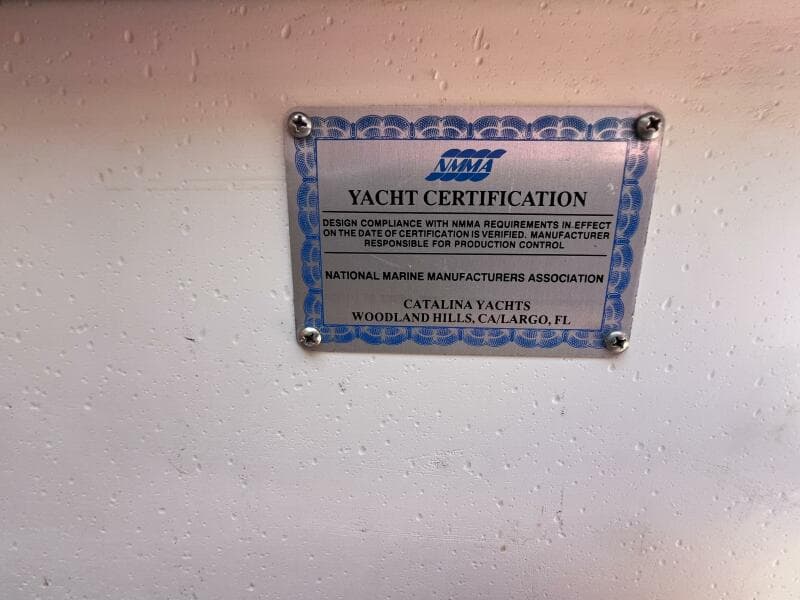 NMMA
YACHT CERTIFICATION
DESIGN COMPLIANCE WITH NMMA REQUIREMENTS IN EFFECT
ON THE DATE OF CERTIFICATION IS VERIFIED. MANUFACTURER
RESPONSIBLE FOR PRODUCTION CONTROL
NATIONAL MARINE MANUFACTURERS ASSOCIATION
CATALINA YACHTS
WOODLAND HILLS, CA/LARGO, FL